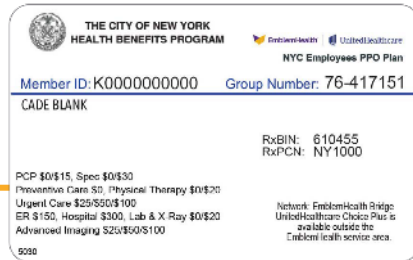 THE CITY OF NEW YORK
HEALTH BENEFITS PROGRAM
EmblemHealth
UnitedHealthcare
NYC Employees PPO Plan
Member ID: K0000000000 Group Number: 76-417151
CADE BLANK
RxBIN: 610455
RxPCN: NY1000
PCP $0/$15, Spec $0/$30
Preventive Care $0, Physical Therapy $0/$20
Urgent Care $25/$50/$100
ER $150, Hospital $300, Lab & X-Ray $0/$20
Advanced Imaging $25/$50/$100
Network: EmblemHealth Bridge
UnitedHealthcare Choice Plus is
available outside the
EmblemHealth service area.
5030